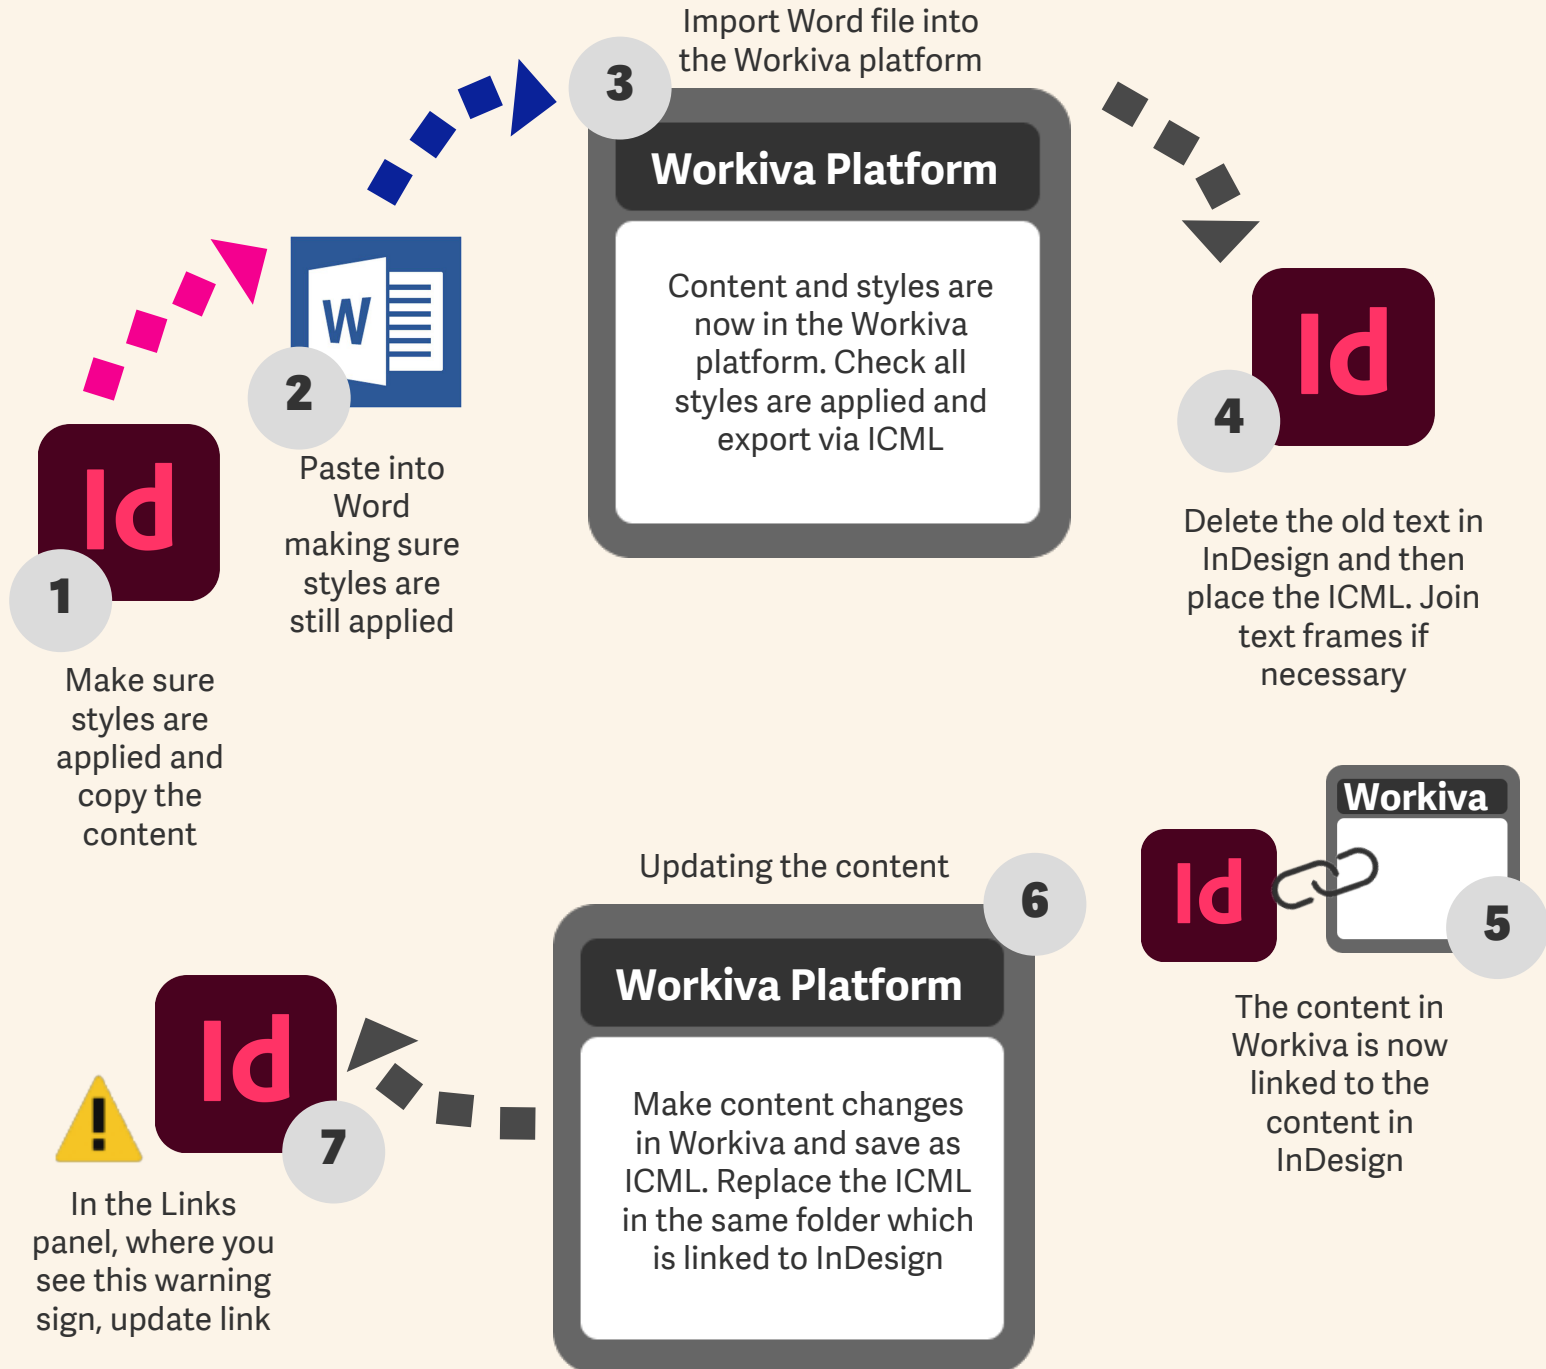 1
Id
Make sure
styles are
applied and
copy the
content
2
W
Paste into
Word
making sure
styles are
still applied
Import Word file into
the Workiva platform
3
Workiva Platform
Content and styles are
now in the Workiva
platform. Check all
styles are applied and
export via ICML
Id
4
Delete the old text in
InDesign and then
place the ICML. Join
text frames if
necessary
Workiva
Id
5
The content in
Workiva is now
linked to the
content in
InDesign
Updating the content
6
Workiva Platform
Make content changes
in Workiva and save as
ICML. Replace the ICML
in the same folder which
is linked to InDesign
Id
7
!
In the Links
panel, where you
see this warning
sign, update link